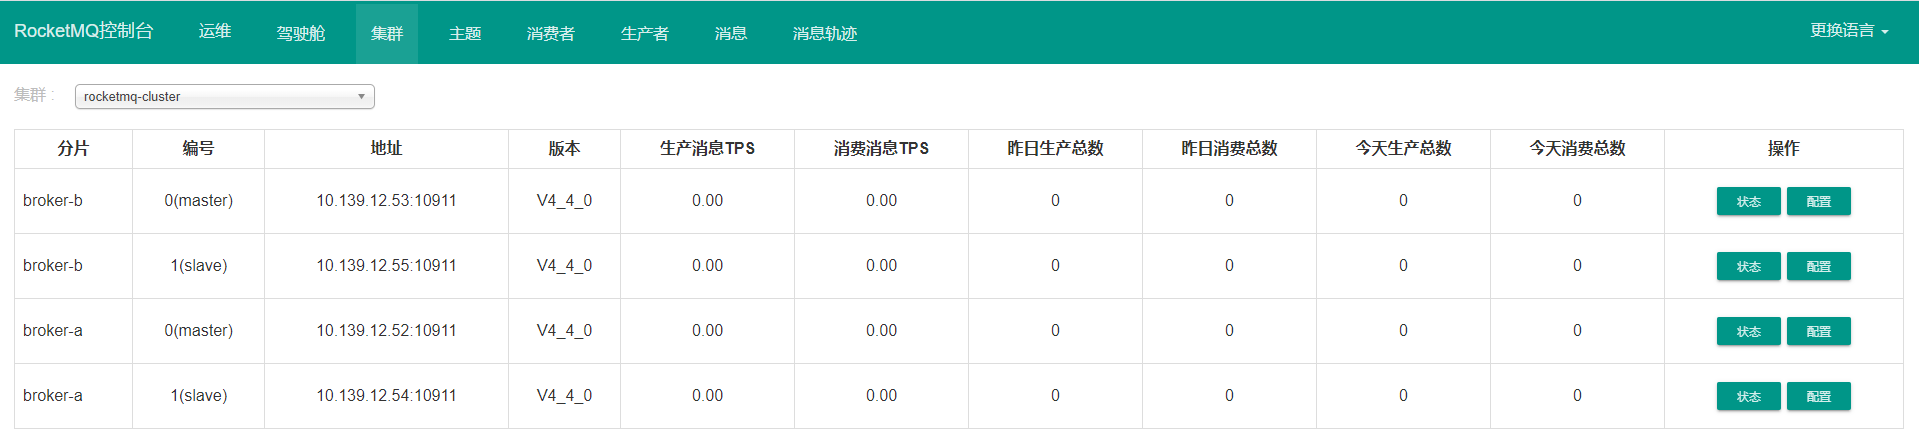 RocketMQ控制台 运维 驾驶舱 集群 主题 消费者 生产者 消息 消息轨迹 更换语言
集群 : rocketmq-cluster
分片 编号 地址 版本 生产消息TPS 消费消息TPS 昨日生产总数 昨日消费总数 今天生产总数 今天消费总数 操作
broker-b 0(master) 10.139.12.53:10911 V4_4_0 0.00 0.00 0 0 0 0 状态 配置
broker-b 1(slave) 10.139.12.55:10911 V4_4_0 0.00 0.00 0 0 0 0 状态 配置
broker-a 0(master) 10.139.12.52:10911 V4_4_0 0.00 0.00 0 0 0 0 状态 配置
broker-a 1(slave) 10.139.12.54:10911 V4_4_0 0.00 0.00 0 0 0 0 状态 配置